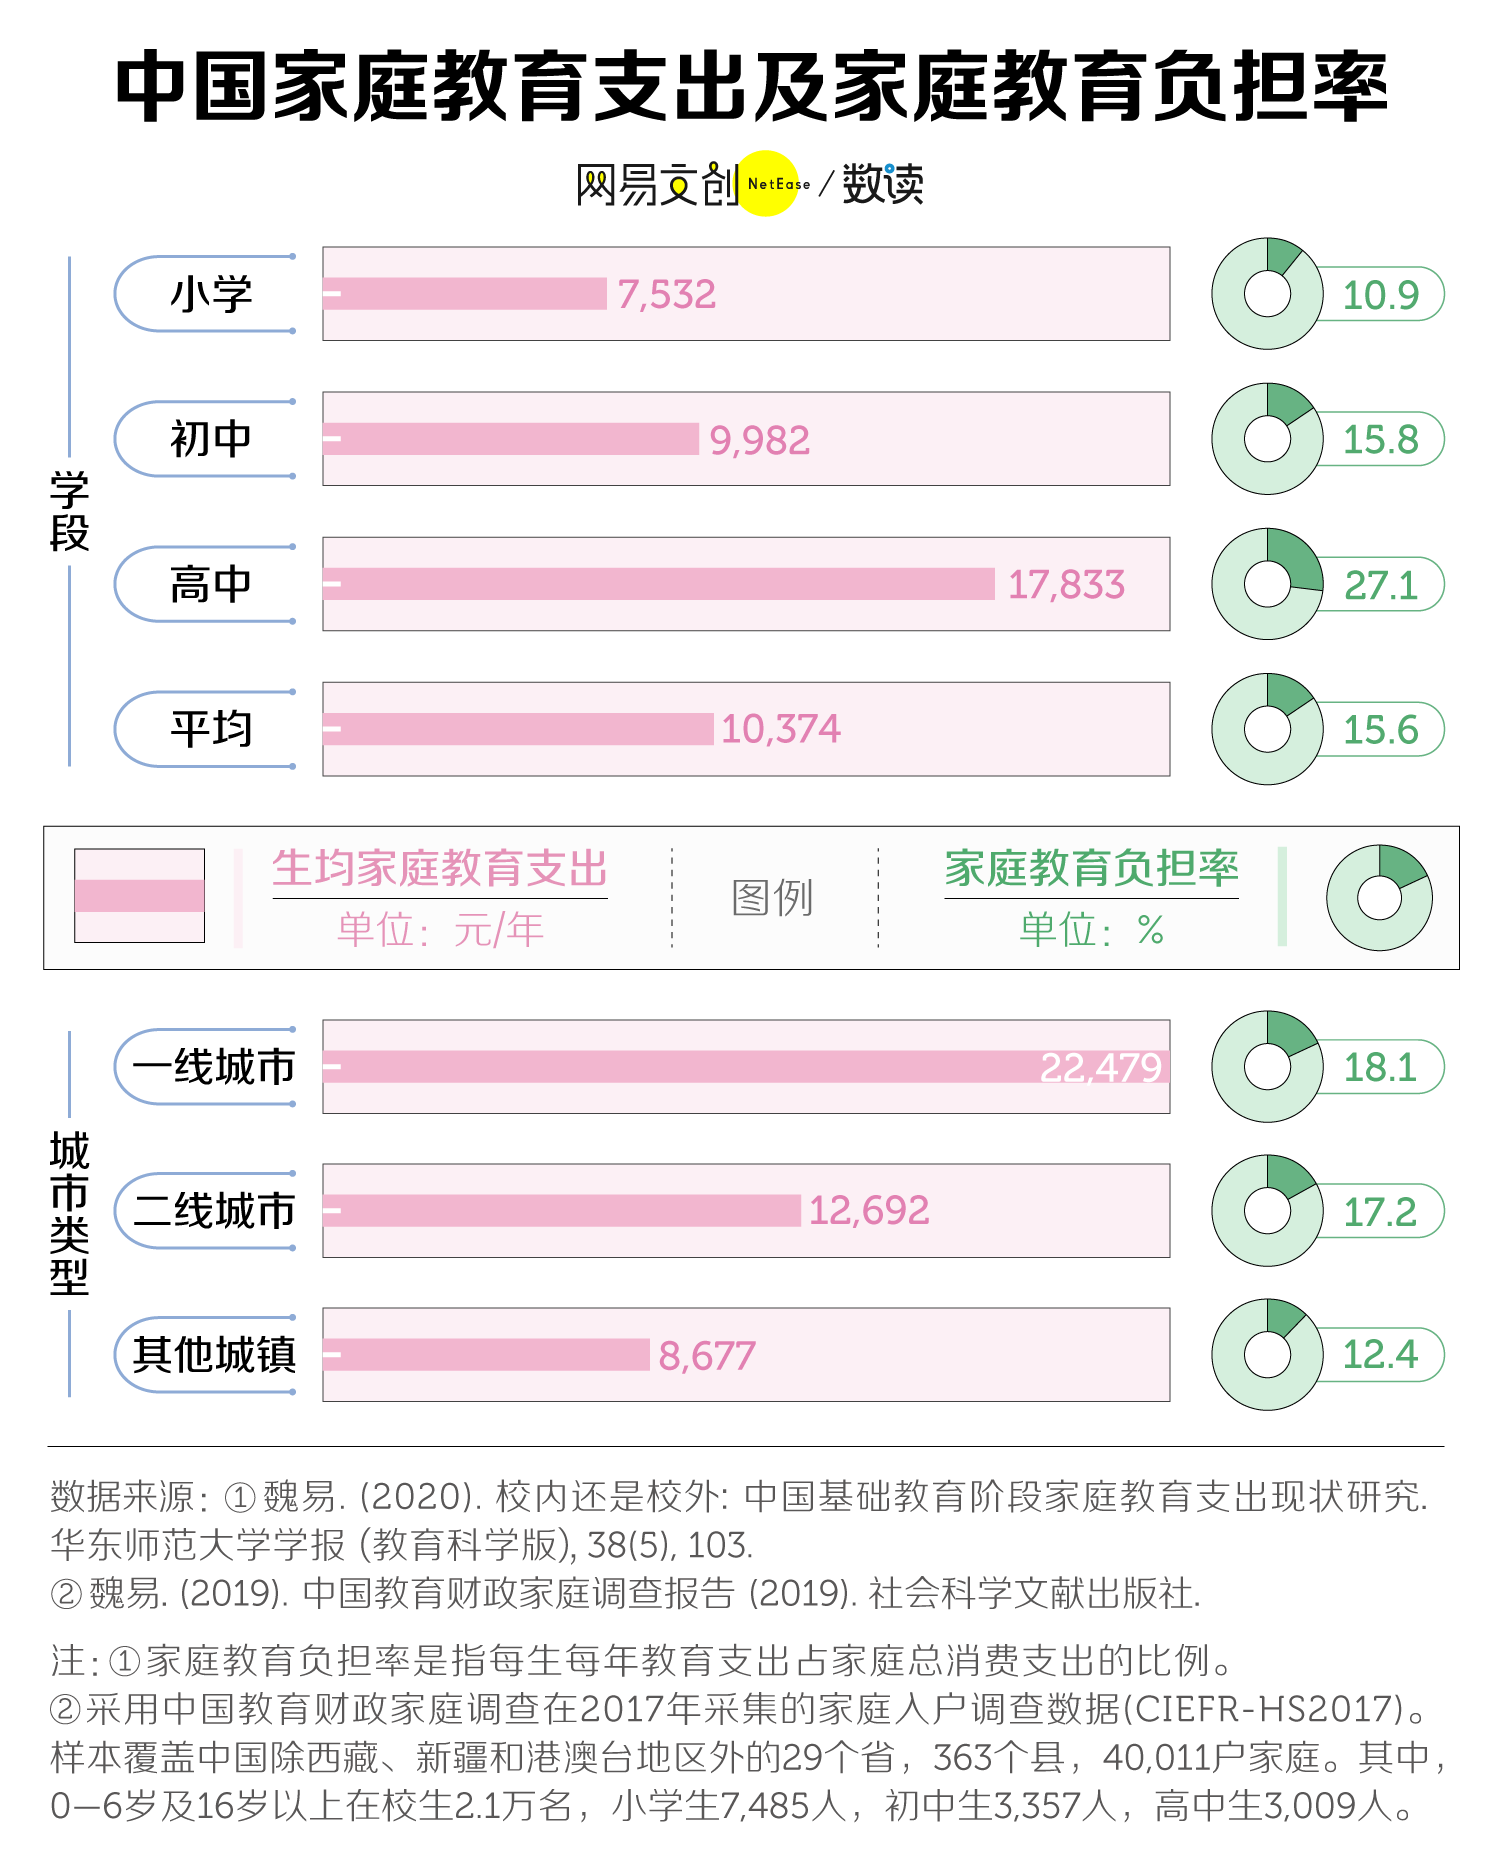 中国家庭教育支出及家庭教育负担率
网易文创 NetEase / 数读
学段
小学 7,532 10.9
初中 9,982 15.8
高中 17,833 27.1
平均 10,374 15.6
生均家庭教育支出
单位：元/年
图例
家庭教育负担率
单位：%
城市类型
一线城市 22,479 18.1
二线城市 12,692 17.2
其他城镇 8,677 12.4
数据来源：①魏易. (2020). 校内还是校外: 中国基础教育阶段家庭教育支出现状研究.
华东师范大学学报 (教育科学版), 38(5), 103.
②魏易. (2019). 中国教育财政家庭调查报告 (2019). 社会科学文献出版社.
注：①家庭教育负担率是指每生每年教育支出占家庭总消费支出的比例。
②采用中国教育财政家庭调查在2017年采集的家庭入户调查数据(CIEFR-HS2017)。
样本覆盖中国除西藏、新疆和港澳台地区外的29个省，363个县，40,011户家庭。其中，
0—6岁及16岁以上在校生2.1万名，小学生7,485人，初中生3,357人，高中生3,009人。